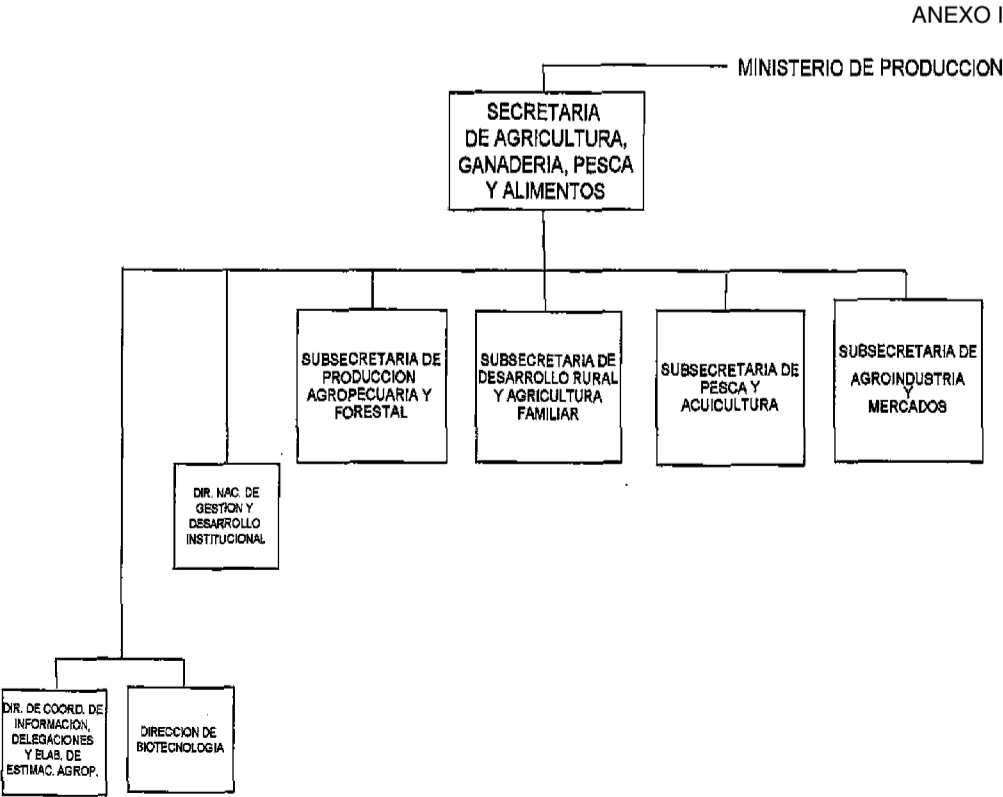 ANEXO I
MINISTERIO DE PRODUCCION
SECRETARIA
DE AGRICULTURA,
GANADERIA, PESCA
Y ALIMENTOS
SUBSECRETARIA DE
PRODUCCION
AGROPECUARIA Y
FORESTAL
SUBSECRETARIA DE
DESARROLLO RURAL
Y AGRICULTURA
FAMILIAR
SUBSECRETARIA DE
PESCA Y
ACUICULTURA
SUBSECRETARIA DE
AGROINDUSTRIA
Y
MERCADOS
DIR. NAC. DE
GESTION Y
DESARROLLO
INSTITUCIONAL
DIR. DE COORD. DE
INFORMACION,
DELEGACIONES
Y ELAB. DE
ESTIMAC. AGROP.
DIRECCION DE
BIOTECNOLOGIA